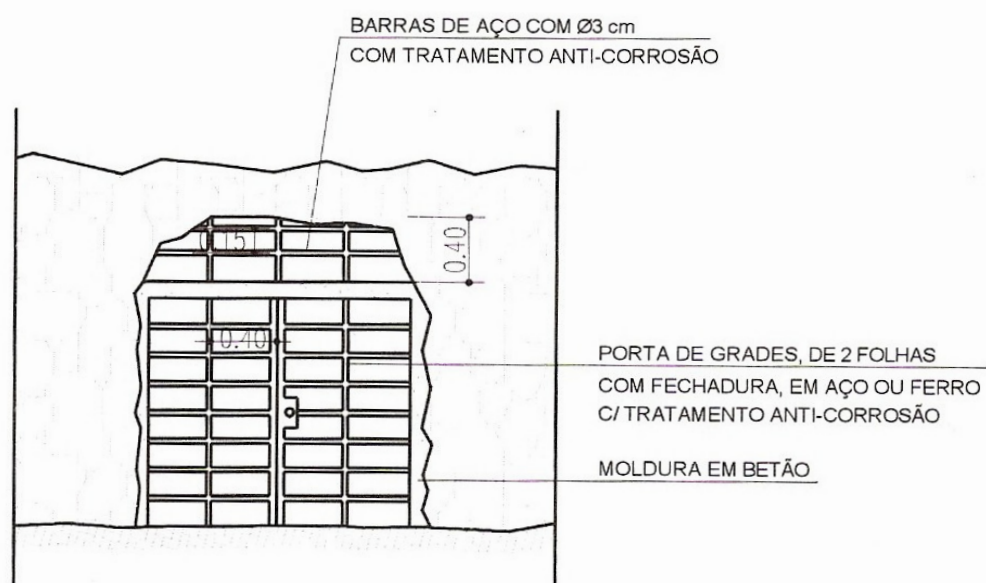 BARRAS DE AÇO COM Ø3 cm
COM TRATAMENTO ANTI-CORROSÃO
0.151
0.40
0.40
PORTA DE GRADES, DE 2 FOLHAS
COM FECHADURA, EM AÇO OU FERRO
C/ TRATAMENTO ANTI-CORROSÃO
MOLDURA EM BETÃO